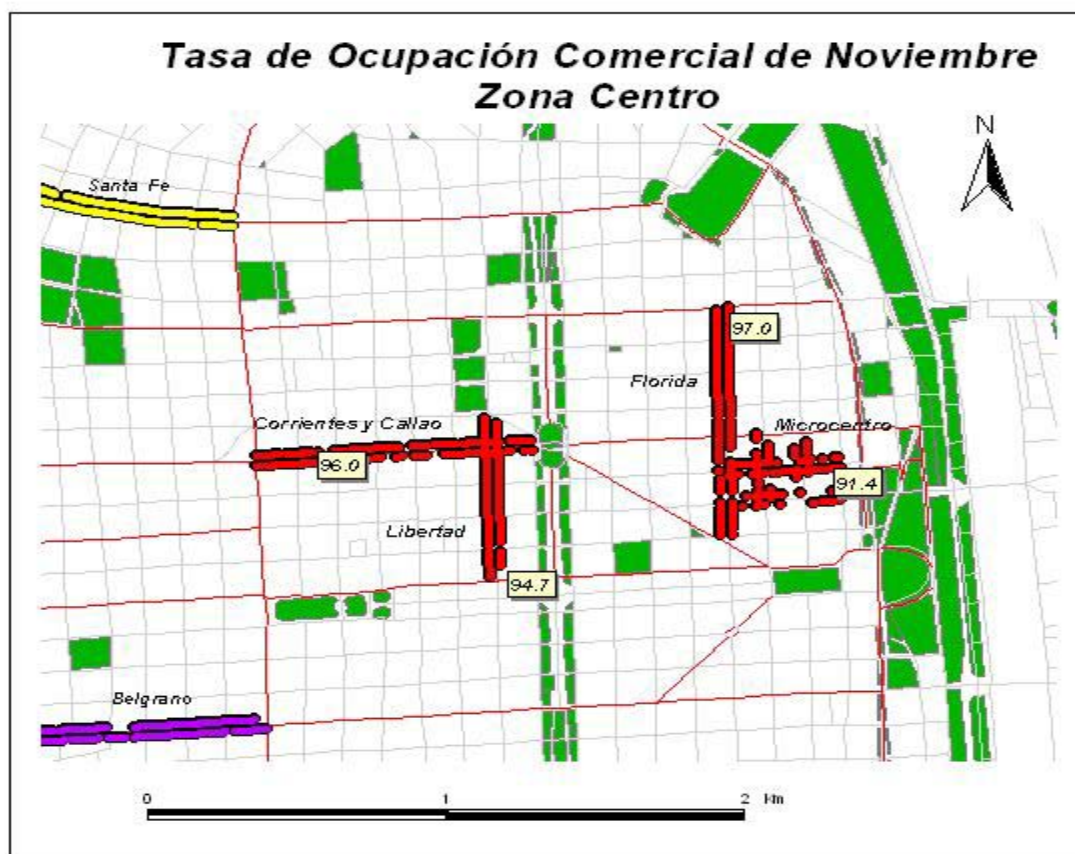 Tasa de Ocupación Comercial de Noviembre
Zona Centro
N
Santa Fe
97.0
Florida
Corrientes y Callao
Microcentro
96.0
91.4
Libertad
94.7
Belgrano
0 1 2 Km